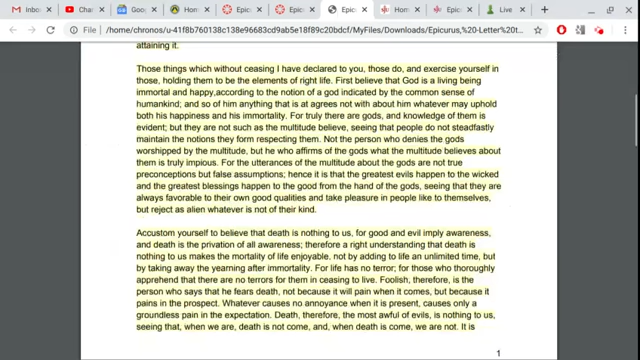 Inbox
Chan
Goog
Home
Epicu
Epicu
Epicu
Hom
Epicu
Live
/home/chronos/u-41f8b760138c37396b276e80f0219288205fc20bf/MyFiles/Downloads/Epicurus,%20-Letter%20t...
attaining it.
Those things which without ceasing I have declared to you, those do, and exercise yourself in
those, holding them to be the elements of right life. First believe that God is a living being
immortal and happy,according to the notion of a god indicated by the common sense of
humankind; and so of him anything that is at agrees not with about him whatever may uphold
both his happiness and his immortality. For truly there are gods, and knowledge of them is
evident; but they are not such as the multitude believe, seeing that people do not steadfastly
maintain the notions they form respecting them. Not the person who denies the gods
worshipped by the multitude, but he who affirms of the gods what the multitude believes about
them is truly impious. For the utterances of the multitude about the gods are not true
preconceptions but false assumptions; hence it is that the greatest evils happen to the wicked
and the greatest blessings happen to the good from the hand of the gods, seeing that they are
always favorable to their own good qualities and take pleasure in people like to themselves,
but reject as alien whatever is not of their kind.
Accustom yourself to believe that death is nothing to us, for good and evil imply awareness,
and death is the privation of all awareness; therefore a right understanding that death is
nothing to us makes the mortality of life enjoyable, not by adding to life an unlimited time, but
by taking away the yearning after immortality. For life has no terror; for those who thoroughly
apprehend that there are no terrors for them in ceasing to live. Foolish, therefore, is the
person who says that he fears death, not because it will pain when it comes, but because it
pains in the prospect. Whatever causes no annoyance when it is present, causes only a
groundless pain in the expectation. Death, therefore, the most awful of evils, is nothing to us,
seeing that, when we are, death is not come, and, when death is come, we are not. It is
1